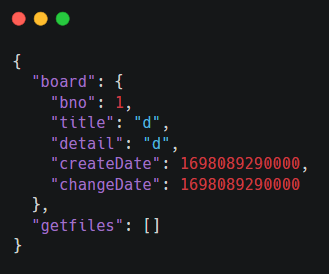 {
  "board": {
    "bno": 1,
    "title": "d",
    "detail": "d",
    "createDate": 1698089290000,
    "changeDate": 1698089290000
  },
  "getfiles": []
}